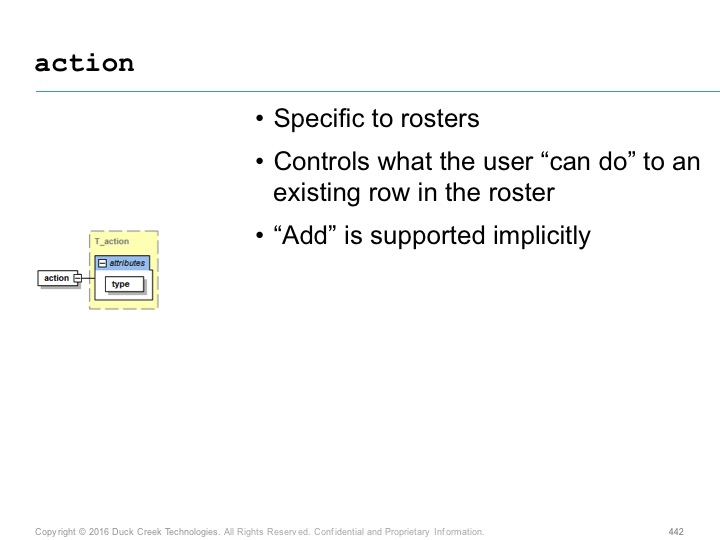 action
• Specific to rosters
• Controls what the user “can do” to an
existing row in the roster
• “Add” is supported implicitly
T_action
attributes
action
type
Copyright © 2016 Duck Creek Technologies. All Rights Reserved. Confidential and Proprietary Information.
442